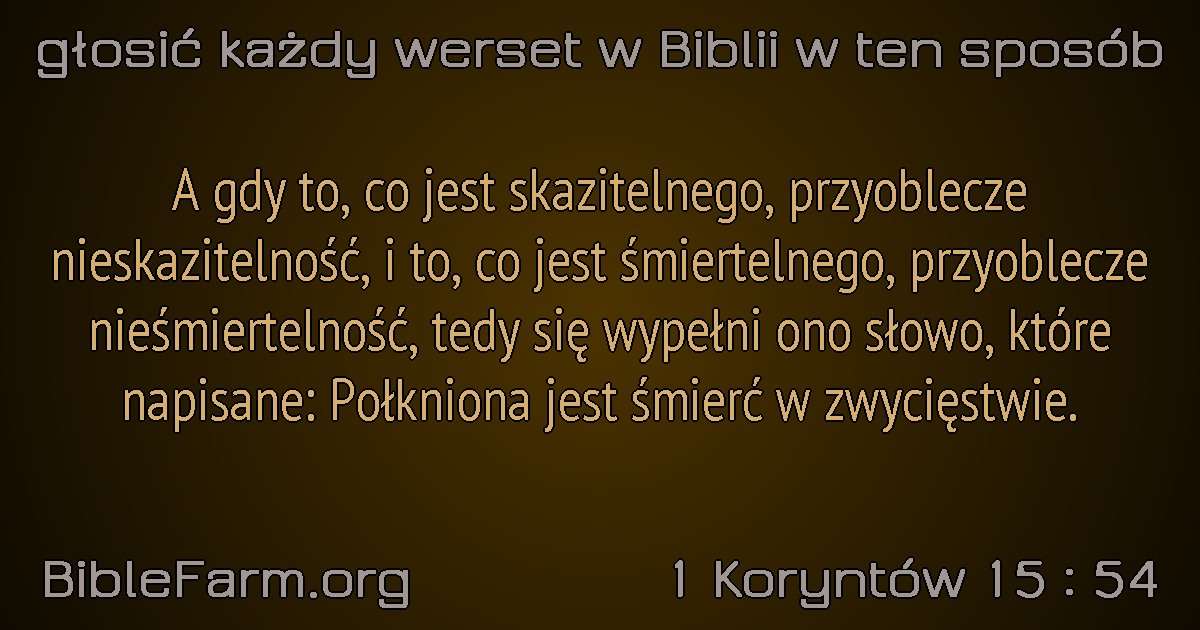 głosić każdy werset w Biblii w ten sposób
A gdy to, co jest skazitelnego, przyoblecze
nieskazitelność, i to, co jest śmiertelnego, przyoblecze
nieśmiertelność, tedy się wypełni ono słowo, które
napisane: Połkniona jest śmierć w zwycięstwie.
BibleFarm.org
1 Koryntów 15 : 54